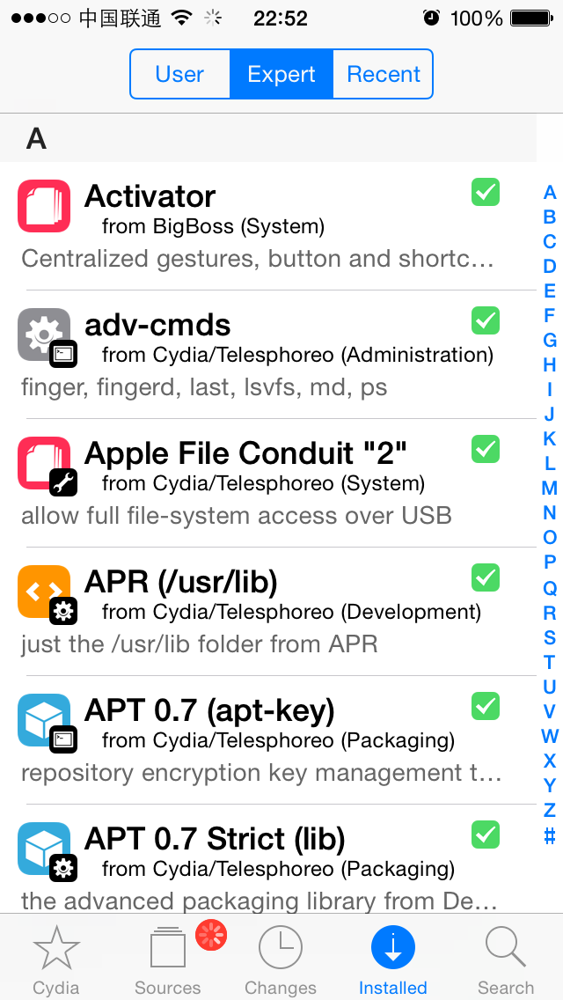 中国联通 22:52 100%
User Expert Recent
A
Activator
from BigBoss (System)
Centralized gestures, button and shortc...
adv-cmds
from Cydia/Telesphoreo (Administration)
finger, fingerd, last, lsvfs, md, ps
Apple File Conduit "2"
from Cydia/Telesphoreo (System)
allow full file-system access over USB
APR (/usr/lib)
from Cydia/Telesphoreo (Development)
just the /usr/lib folder from APR
APT 0.7 (apt-key)
from Cydia/Telesphoreo (Packaging)
repository encryption key management t...
APT 0.7 Strict (lib)
from Cydia/Telesphoreo (Packaging)
the advanced packaging library from De...
A
B
C
D
E
F
G
H
I
J
K
L
M
N
O
P
Q
R
S
T
U
V
W
X
Y
Z
#
Cydia Sources Changes Installed Search